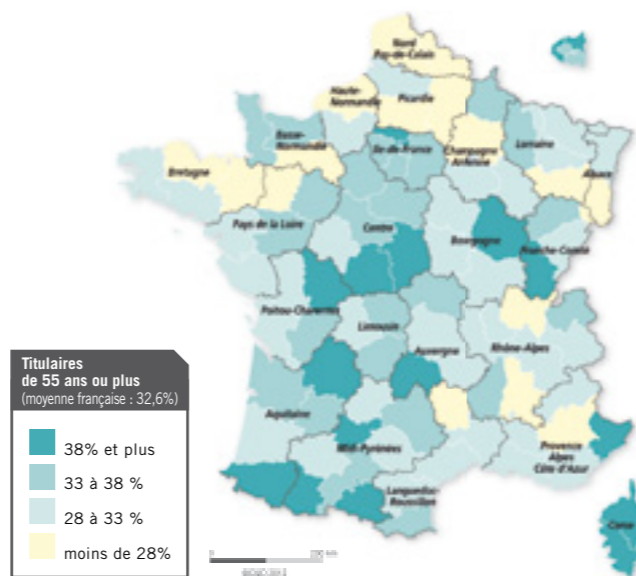 Nord
Pas-de-Calais
Haute-
Normandie
Picardie
Basse-
Normandie
Ile-de-France
Champagne
Ardenne
Lorraine
Alsace
Bretagne
Pays de la Loire
Centre
Bourgogne
Franche-Comté
Poitou-Charentes
Limousin
Auvergne
Rhône-Alpes
Aquitaine
Midi-Pyrénées
Languedoc-
Roussillon
Provence
Alpes
Côte d'Azur
Corse
Titulaires
de 55 ans ou plus
(moyenne française : 32,6%)
38% et plus
33 à 38 %
28 à 33 %
moins de 28%
0